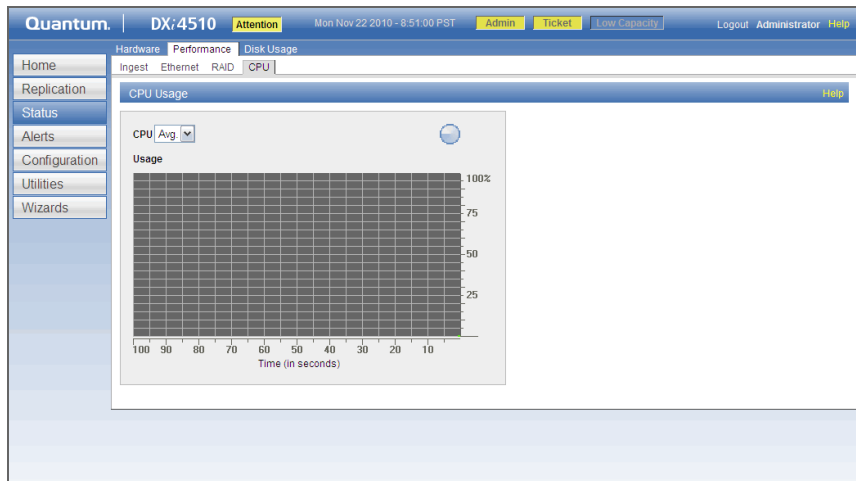 Quantum. DXi4510 Attention Mon Nov 22 2010 - 8:51:00 PST Admin Ticket Low Capacity Logout Administrator Help
Hardware Performance Disk Usage
Ingest Ethernet RAID CPU
Home
Replication
Status
Alerts
Configuration
Utilities
Wizards
CPU Usage Help
CPU Avg.
Usage
100%
75
50
25
100 90 80 70 60 50 40 30 20 10
Time (in seconds)